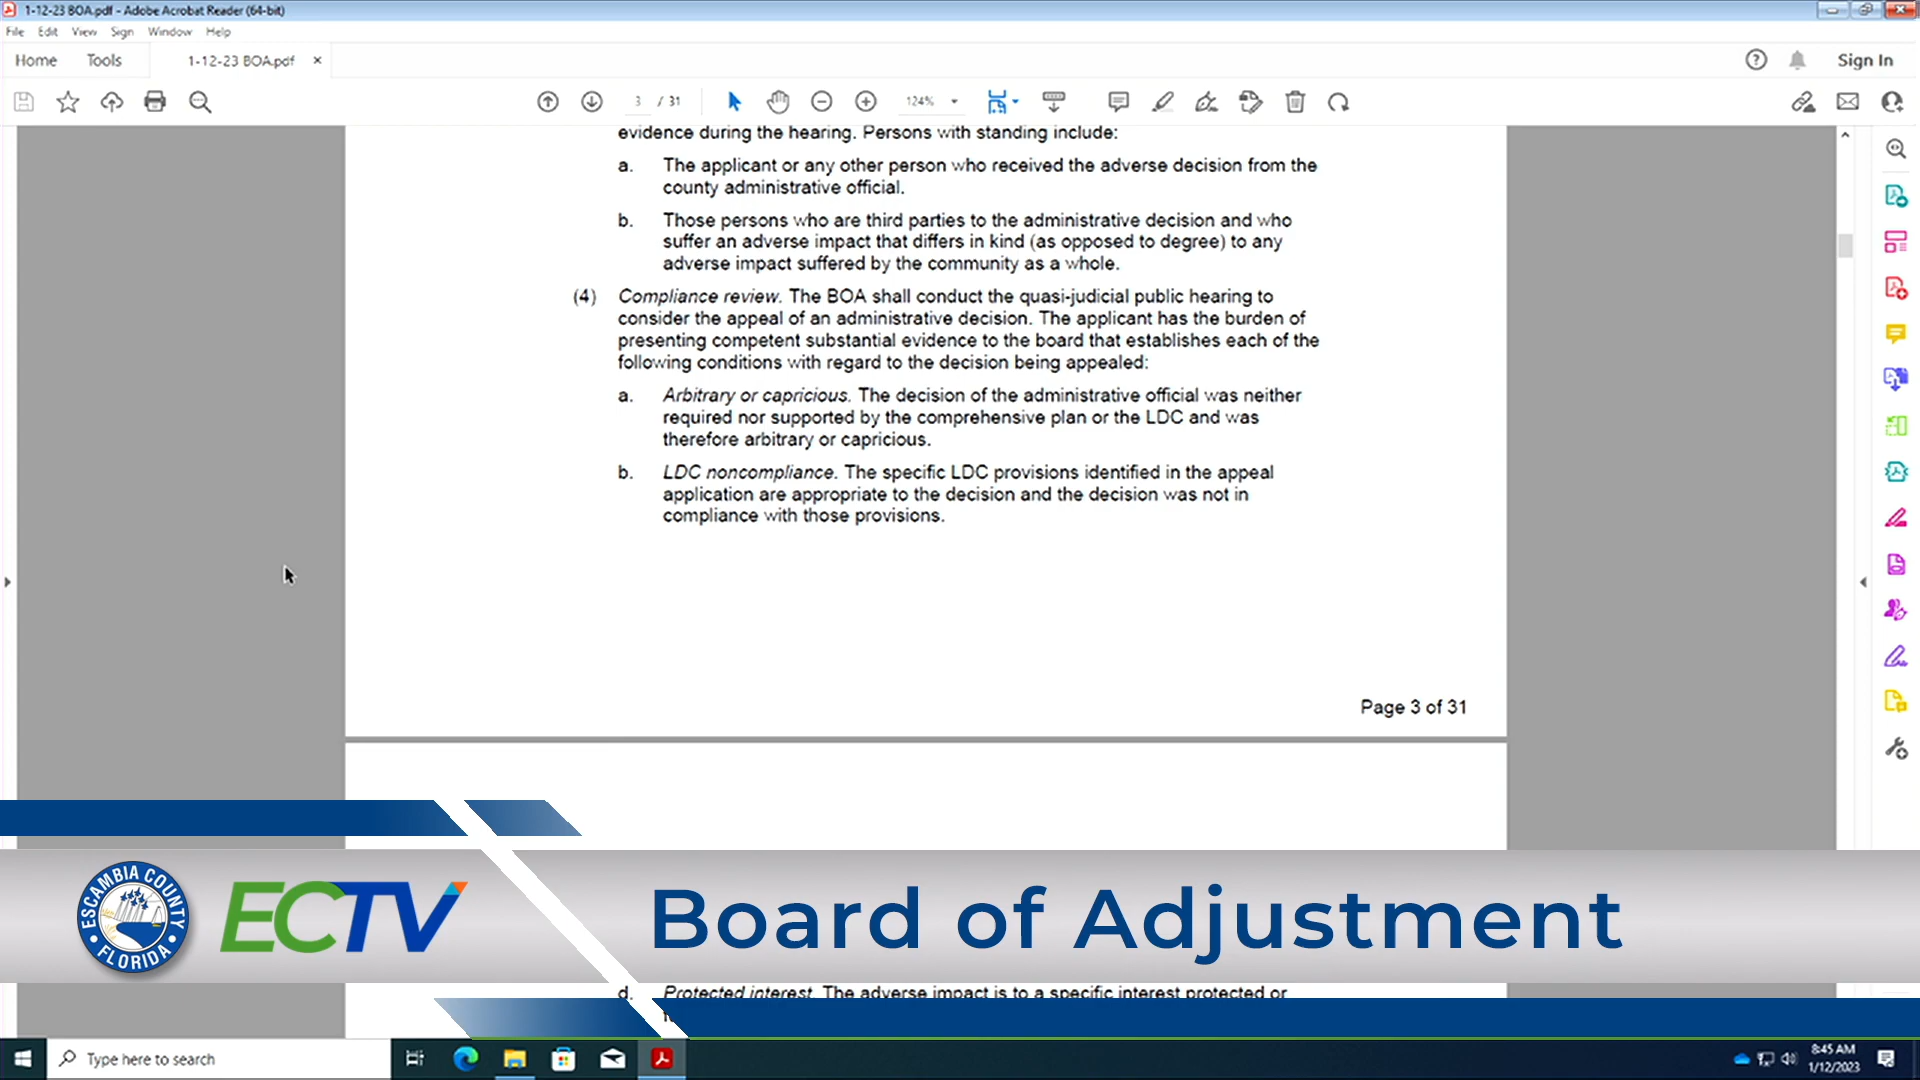 1-12-23 BOA.pdf - Adobe Acrobat Reader (64-bit)
File Edit View Sign Window Help
Home Tools 1-12-23 BOA.pdf × Sign In
3 / 31 124%
evidence during the hearing. Persons with standing include:
a. The applicant or any other person who received the adverse decision from the
county administrative official.
b. Those persons who are third parties to the administrative decision and who
suffer an adverse impact that differs in kind (as opposed to degree) to any
adverse impact suffered by the community as a whole.
(4) Compliance review. The BOA shall conduct the quasi-judicial public hearing to
consider the appeal of an administrative decision. The applicant has the burden of
presenting competent substantial evidence to the board that establishes each of the
following conditions with regard to the decision being appealed:
a. Arbitrary or capricious. The decision of the administrative official was neither
required nor supported by the comprehensive plan or the LDC and was
therefore arbitrary or capricious.
b. LDC noncompliance. The specific LDC provisions identified in the appeal
application are appropriate to the decision and the decision was not in
compliance with those provisions.
Page 3 of 31
ESCAMBIA COUNTY
FLORIDA
ECTV
Board of Adjustment
d. Protected interest. The adverse impact is to a specific interest protected or
Type here to search
8:45 AM
1/12/2023